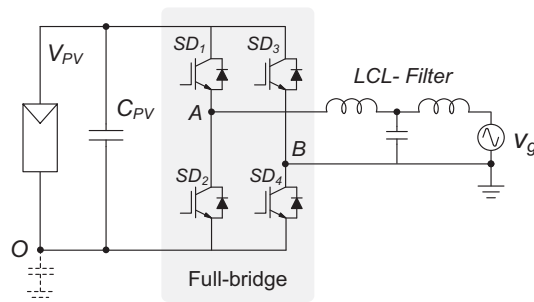 V_PV
C_PV
SD_1
SD_3
LCL- Filter
A
B
v_g
SD_2
SD_4
O
Full-bridge